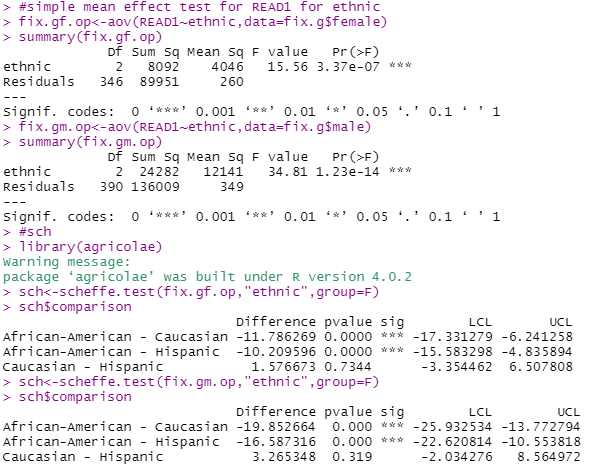 > #simple mean effect test for READ1 for ethnic
> fix.gf.op<-aov(READ1~ethnic,data=fix.g$female)
> summary(fix.gf.op)
             Df Sum Sq Mean Sq F value   Pr(>F)
ethnic        2   8092    4046   15.56 3.37e-07 ***
Residuals   346  89951     260
---
Signif. codes:  0 ‘***’ 0.001 ‘**’ 0.01 ‘*’ 0.05 ‘.’ 0.1 ‘ ’ 1
> fix.gm.op<-aov(READ1~ethnic,data=fix.g$male)
> summary(fix.gm.op)
             Df Sum Sq Mean Sq F value   Pr(>F)
ethnic        2  24282   12141   34.81 1.23e-14 ***
Residuals   390 136009     349
---
Signif. codes:  0 ‘***’ 0.001 ‘**’ 0.01 ‘*’ 0.05 ‘.’ 0.1 ‘ ’ 1
> #sch
> library(agricolae)
Warning message:
package ‘agricolae’ was built under R version 4.0.2
> sch<-scheffe.test(fix.gf.op,"ethnic",group=F)
> sch$comparison
                             Difference pvalue sig        LCL       UCL
African-American - Caucasian -11.786269 0.0000 *** -17.331279 -6.241258
African-American - Hispanic  -10.209596 0.0000 *** -15.583298 -4.835894
Caucasian - Hispanic           1.576673 0.7344      -3.354462  6.507808
> sch<-scheffe.test(fix.gm.op,"ethnic",group=F)
> sch$comparison
                             Difference pvalue sig        LCL        UCL
African-American - Caucasian -19.852664  0.000 *** -25.932534 -13.772794
African-American - Hispanic  -16.587316  0.000 *** -22.620814 -10.553818
Caucasian - Hispanic           3.265348  0.319      -2.034276   8.564972